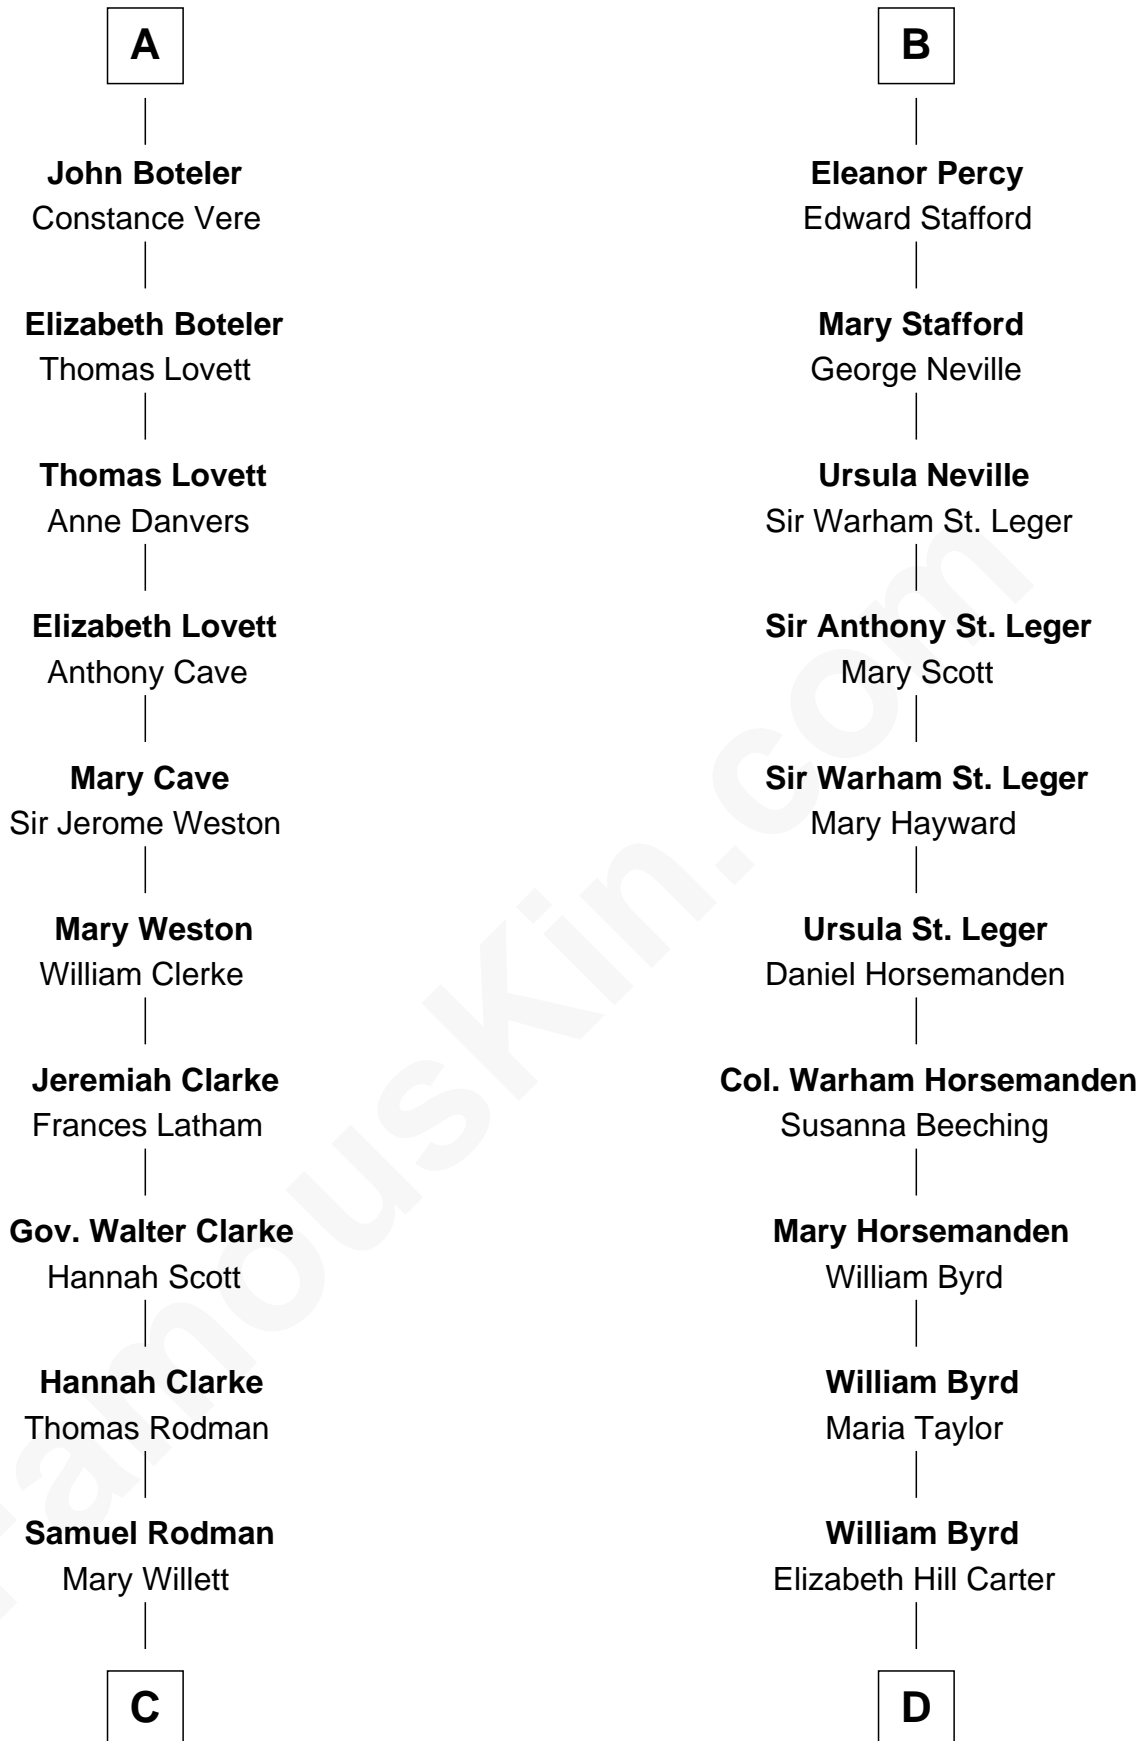 A
John Boteler
Constance Vere
Elizabeth Boteler
Thomas Lovett
Thomas Lovett
Anne Danvers
Elizabeth Lovett
Anthony Cave
Mary Cave
Sir Jerome Weston
Mary Weston
William Clerke
Jeremiah Clarke
Frances Latham
Gov. Walter Clarke
Hannah Scott
Hannah Clarke
Thomas Rodman
Samuel Rodman
Mary Willett
C
B
Eleanor Percy
Edward Stafford
Mary Stafford
George Neville
Ursula Neville
Sir Warham St. Leger
Sir Anthony St. Leger
Mary Scott
Sir Warham St. Leger
Mary Hayward
Ursula St. Leger
Daniel Horsemanden
Col. Warham Horsemanden
Susanna Beeching
Mary Horsemanden
William Byrd
William Byrd
Maria Taylor
William Byrd
Elizabeth Hill Carter
D
FamousKin.com